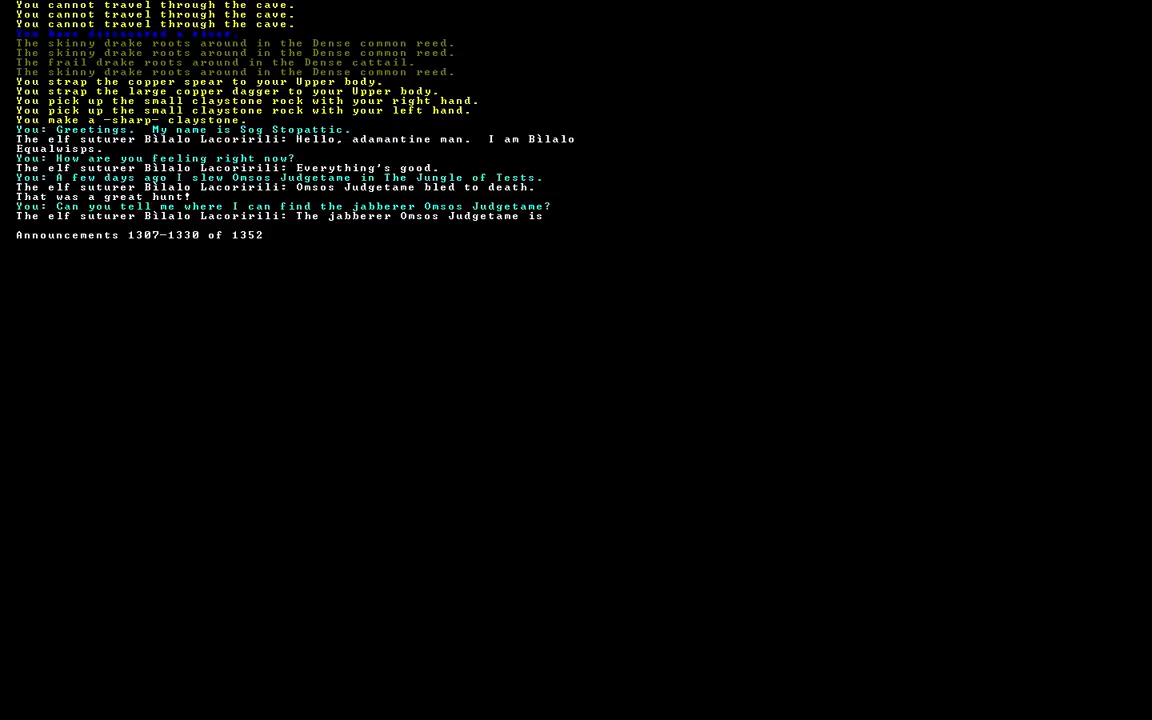 You cannot travel through the cave.
You cannot travel through the cave.
You cannot travel through the cave.
You have discovered a river.
The skinny drake roots around in the Dense common reed.
The skinny drake roots around in the Dense common reed.
The frail drake roots around in the Dense cattail.
The skinny drake roots around in the Dense common reed.
You strap the copper spear to your Upper body.
You strap the large copper dagger to your Upper body.
You pick up the small claystone rock with your right hand.
You pick up the small claystone rock with your left hand.
You make a -sharp- claystone.
You: Greetings.  My name is Sog Stopattic.
The elf suturer Bìlalo Lacoririli: Hello, adamantine man.  I am Bìlalo
Equalwisps.
You: How are you feeling right now?
The elf suturer Bìlalo Lacoririli: Everything's good.
You: A few days ago I slew Omsos Judgetame in The Jungle of Tests.
The elf suturer Bìlalo Lacoririli: Omsos Judgetame bled to death.
That was a great hunt!
You: Can you tell me where I can find the jabberer Omsos Judgetame?
The elf suturer Bìlalo Lacoririli: The jabberer Omsos Judgetame is
Announcements 1307-1330 of 1352